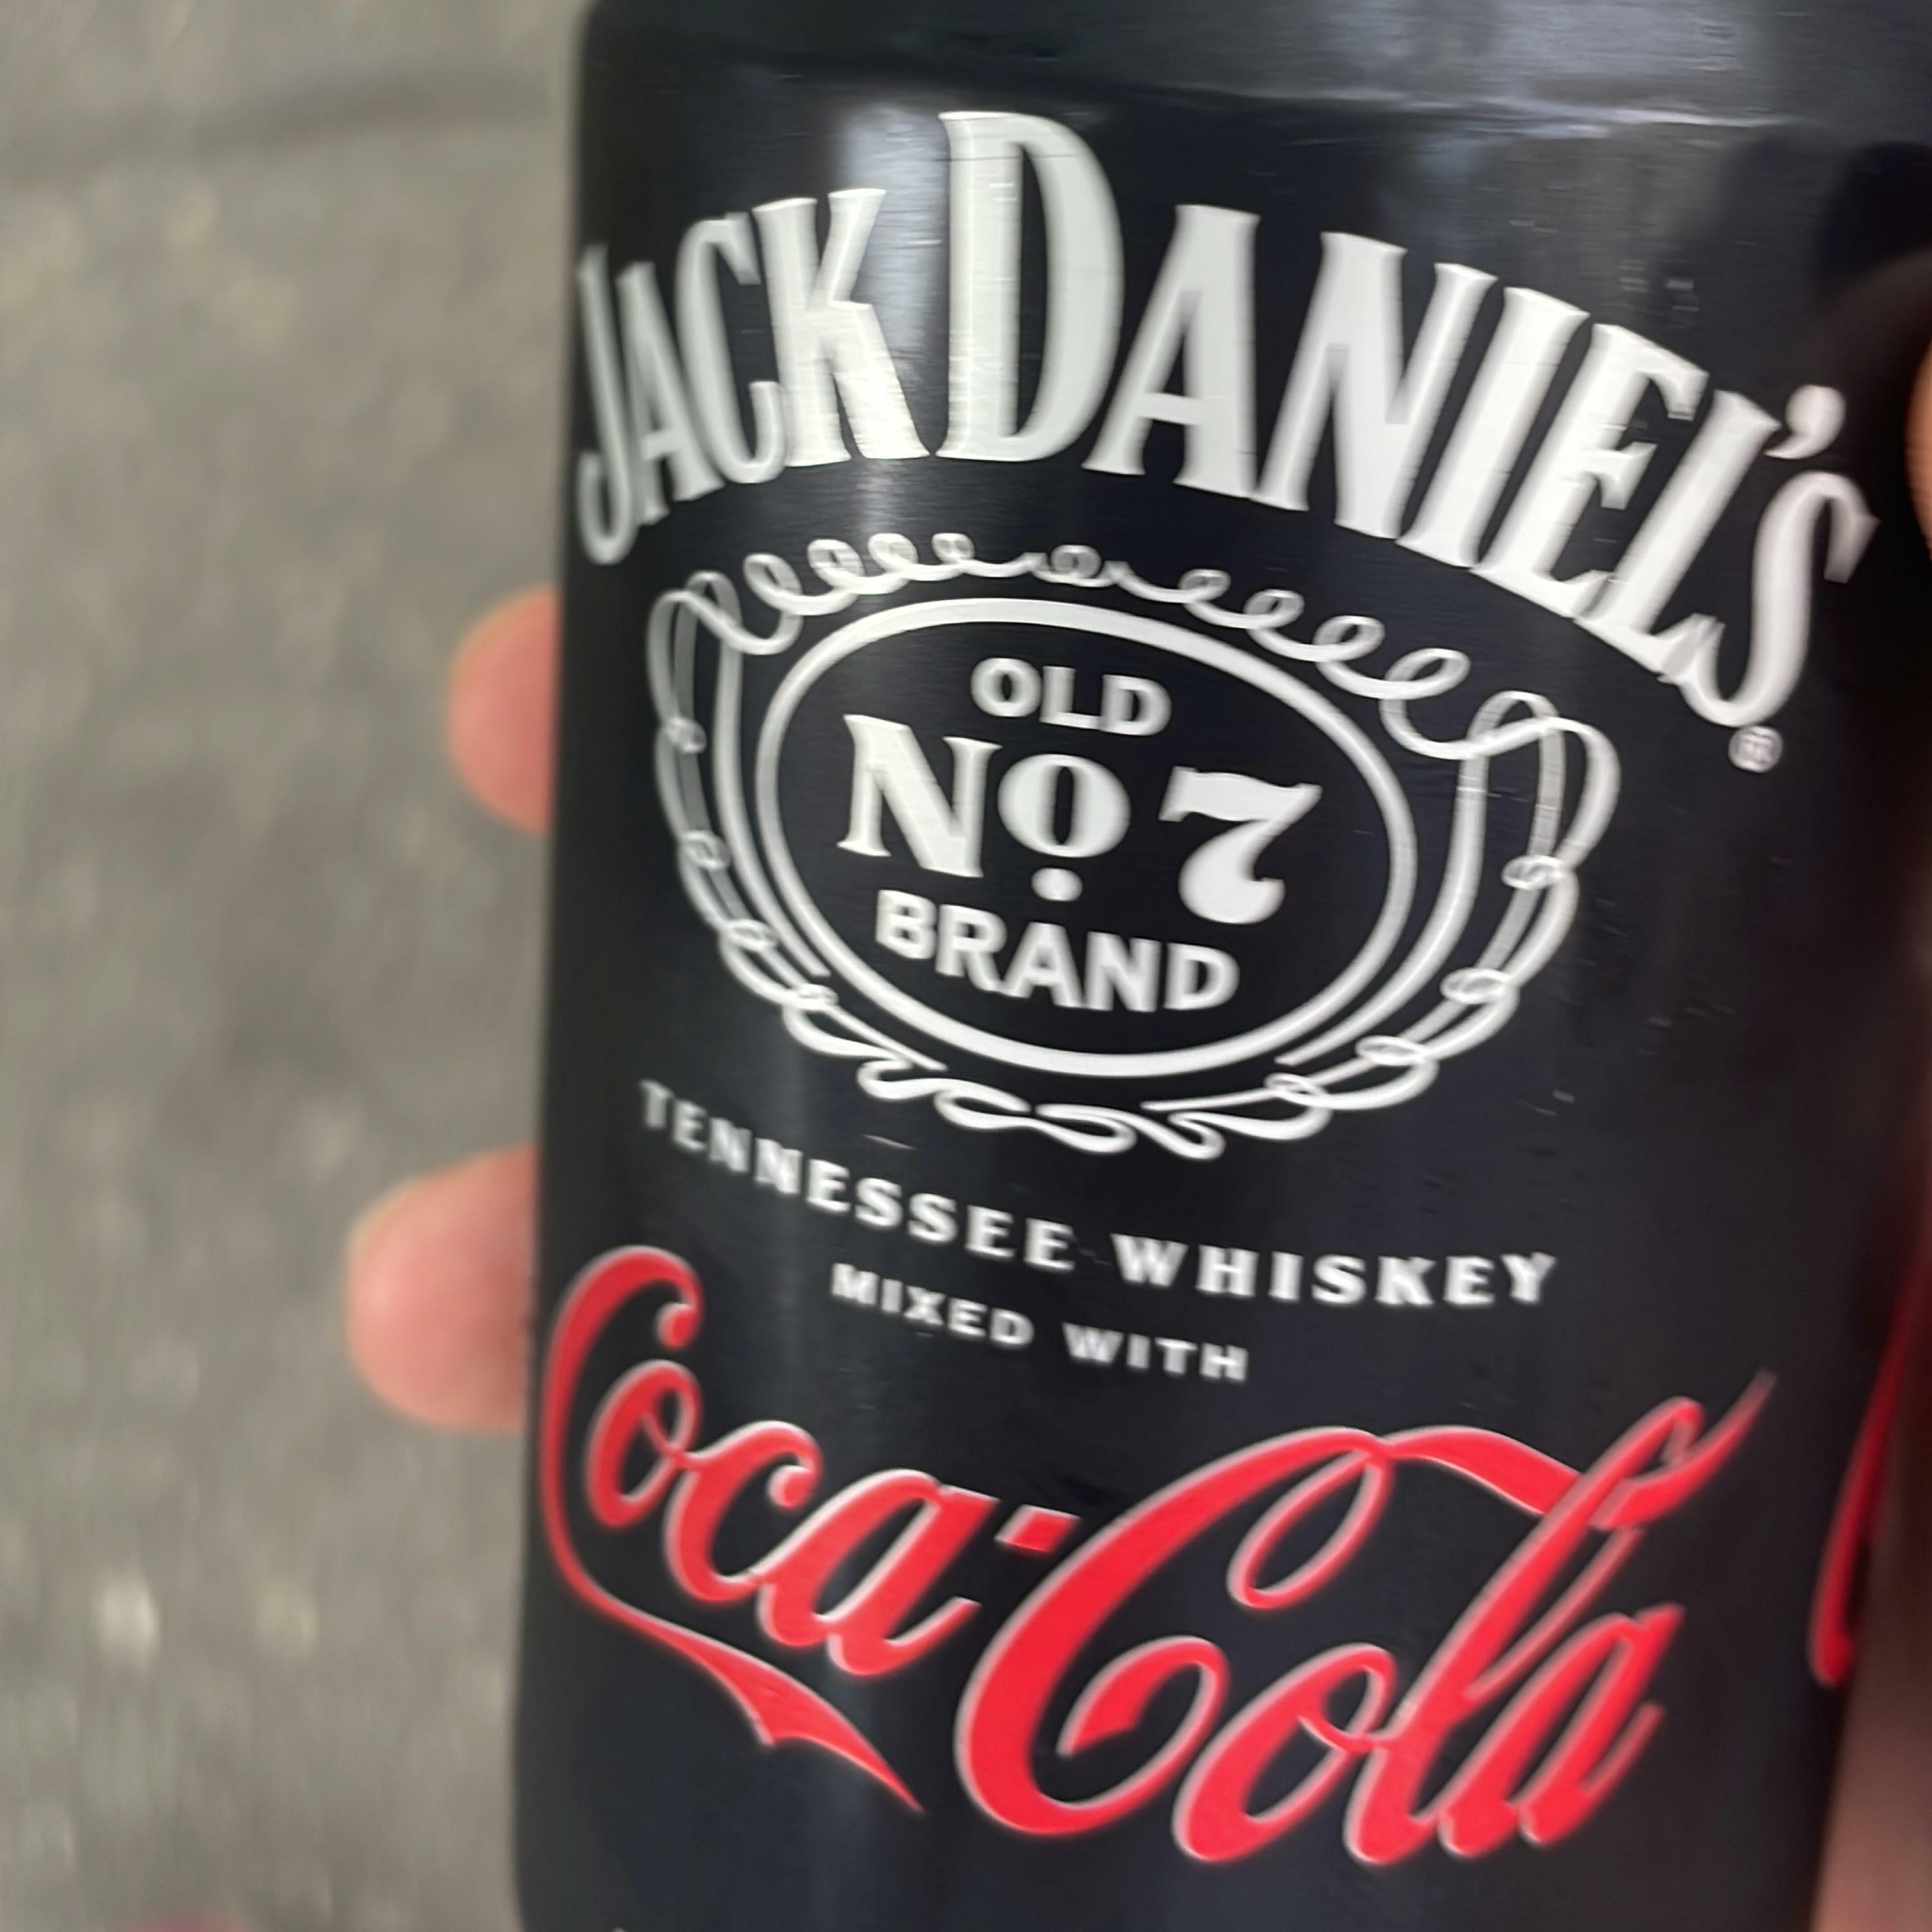 JACK DANIEL'S®
OLD
No. 7
BRAND
TENNESSEE WHISKEY
MIXED WITH
Coca-Cola